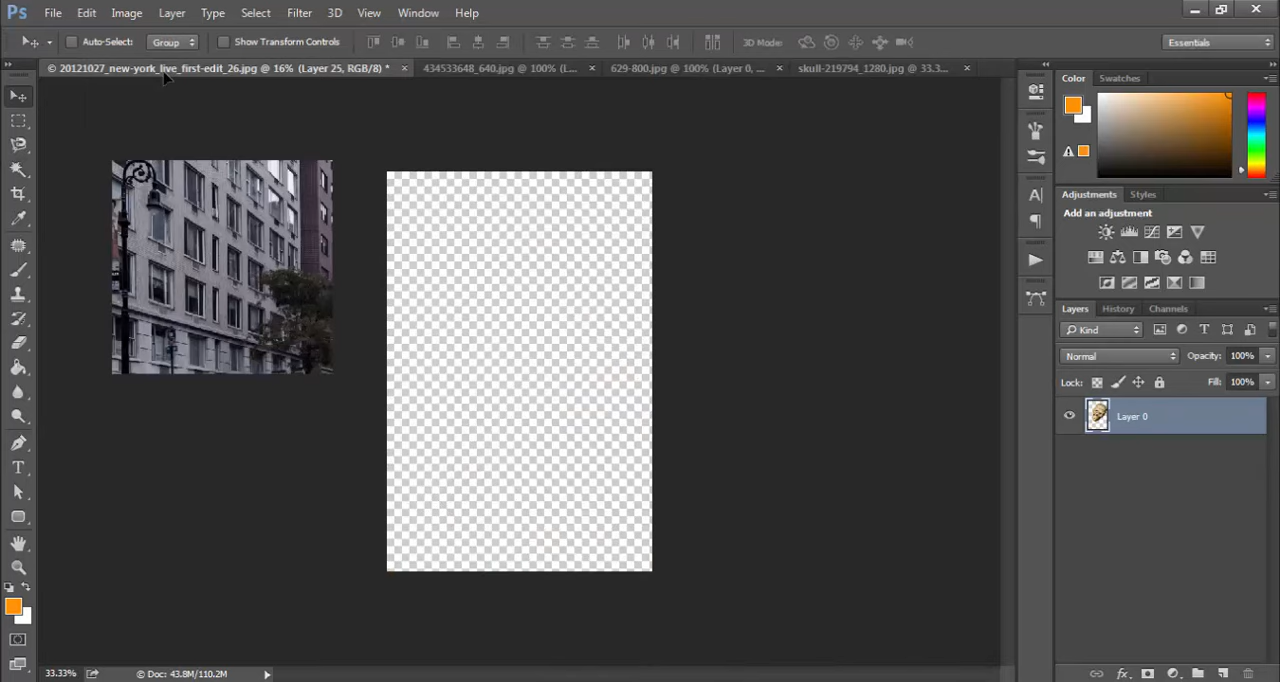 Ps File Edit Image Layer Type Select Filter 3D View Window Help
Auto-Select: Group Show Transform Controls 3D Mode: Essentials
© 20121027_new-york_live_first-edit_26.jpg @ 16% (Layer 25, RGB/8) * 434533648_640.jpg @ 100% (L... 629-800.jpg @ 100% (Layer 0, ... skull-219794_1280.jpg @ 33.3...
Color Swatches
Adjustments Styles
Add an adjustment
Layers History Channels
Kind
Normal Opacity: 100%
Lock: Fill: 100%
Layer 0
33.33% © Doc: 43.8M/110.2M